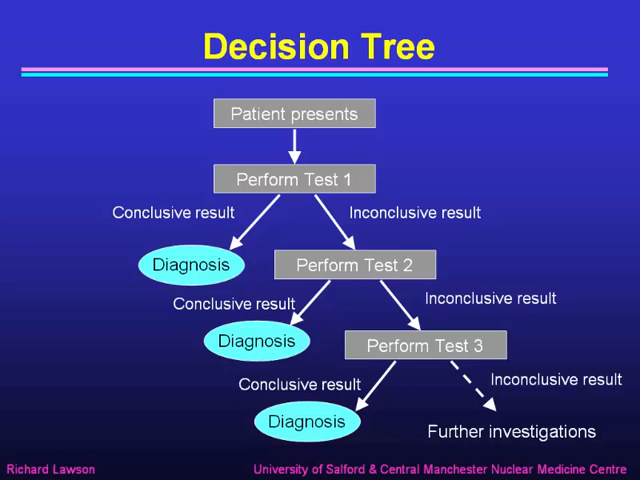 Decision Tree
Patient presents
Perform Test 1
Conclusive result
Inconclusive result
Diagnosis
Perform Test 2
Conclusive result
Inconclusive result
Diagnosis
Perform Test 3
Conclusive result
Inconclusive result
Diagnosis
Further investigations
Richard Lawson
University of Salford & Central Manchester Nuclear Medicine Centre